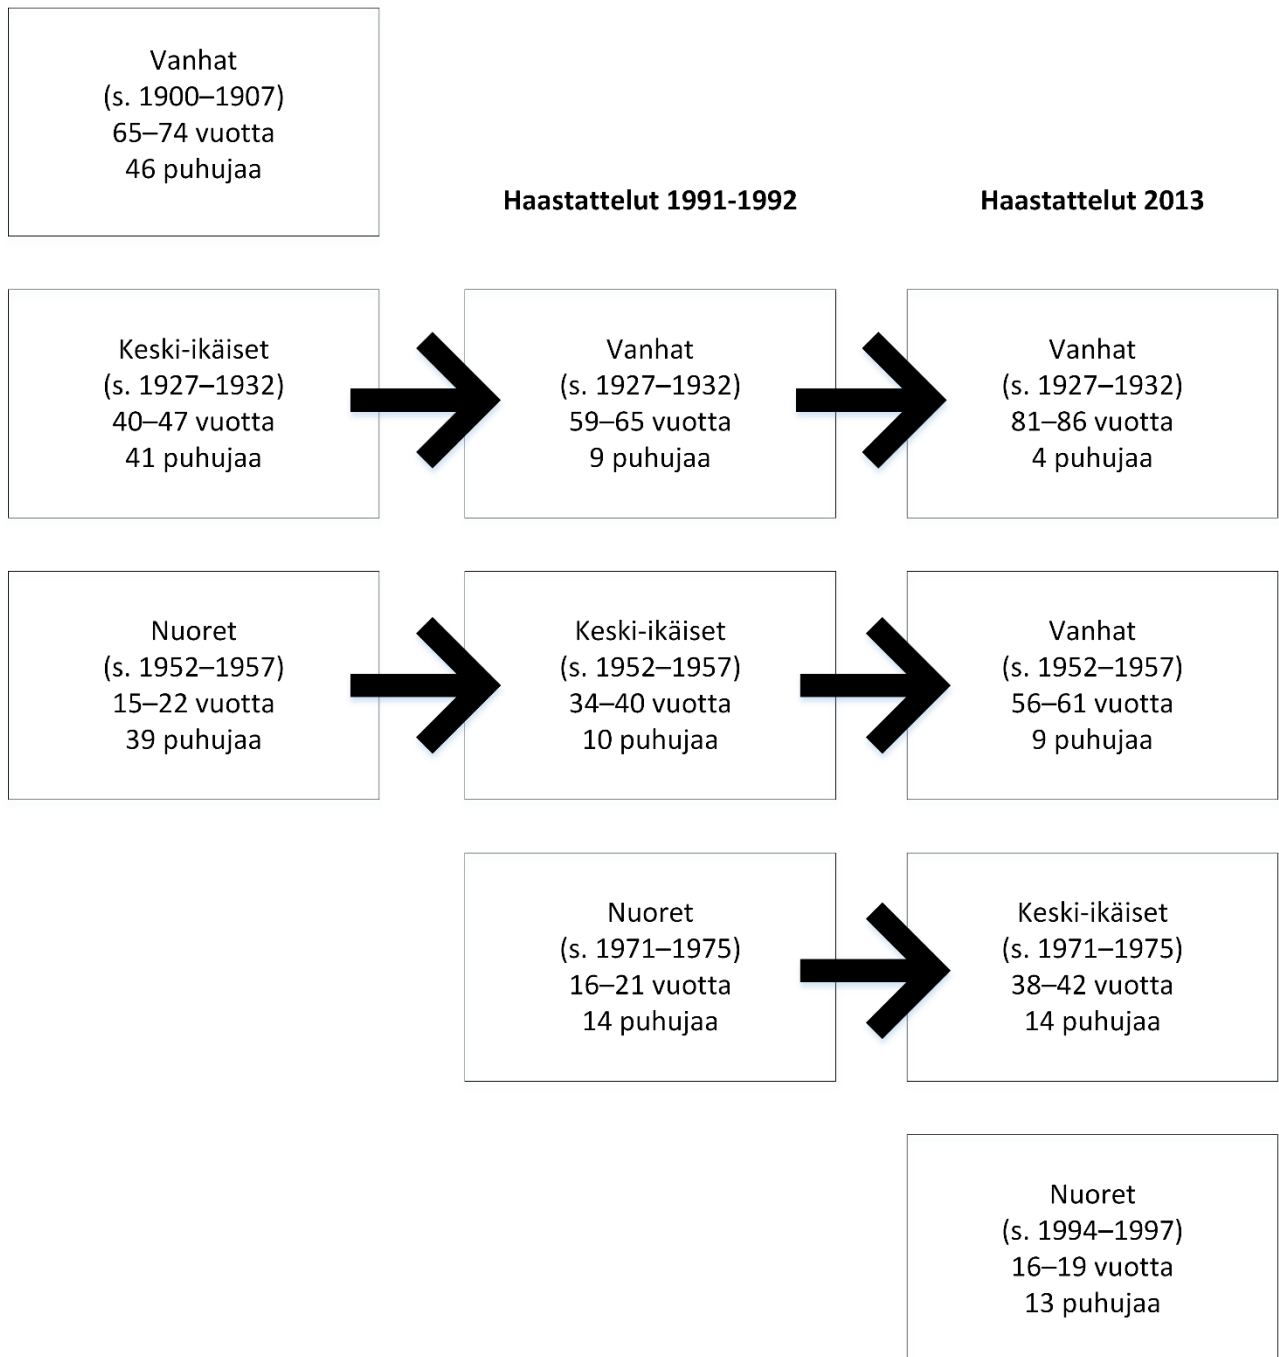 Vanhat
(s. 1900–1907)
65–74 vuotta
46 puhujaa
Haastattelut 1991-1992
Haastattelut 2013
Keski-ikäiset
(s. 1927–1932)
40–47 vuotta
41 puhujaa
Vanhat
(s. 1927–1932)
59–65 vuotta
9 puhujaa
Vanhat
(s. 1927–1932)
81–86 vuotta
4 puhujaa
Nuoret
(s. 1952–1957)
15–22 vuotta
39 puhujaa
Keski-ikäiset
(s. 1952–1957)
34–40 vuotta
10 puhujaa
Vanhat
(s. 1952–1957)
56–61 vuotta
9 puhujaa
Nuoret
(s. 1971–1975)
16–21 vuotta
14 puhujaa
Keski-ikäiset
(s. 1971–1975)
38–42 vuotta
14 puhujaa
Nuoret
(s. 1994–1997)
16–19 vuotta
13 puhujaa